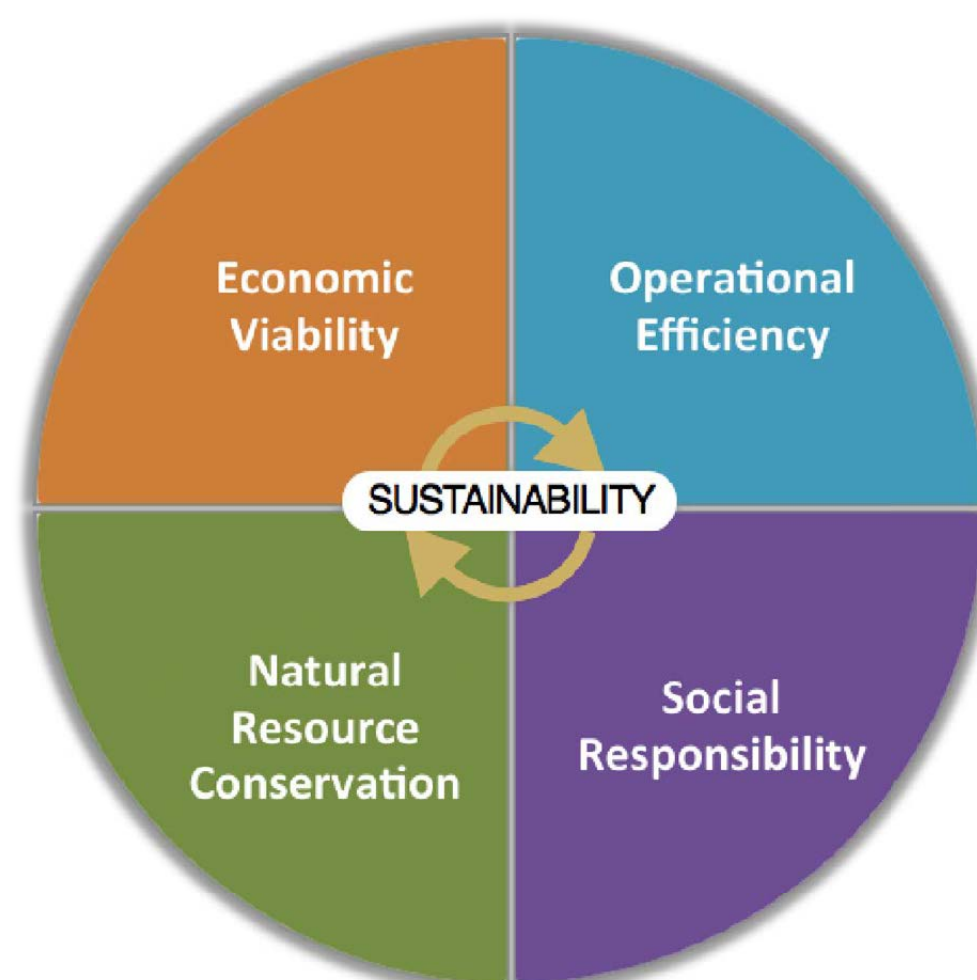 Economic
Viability
Operational
Efficiency
SUSTAINABILITY
Natural
Resource
Conservation
Social
Responsibility